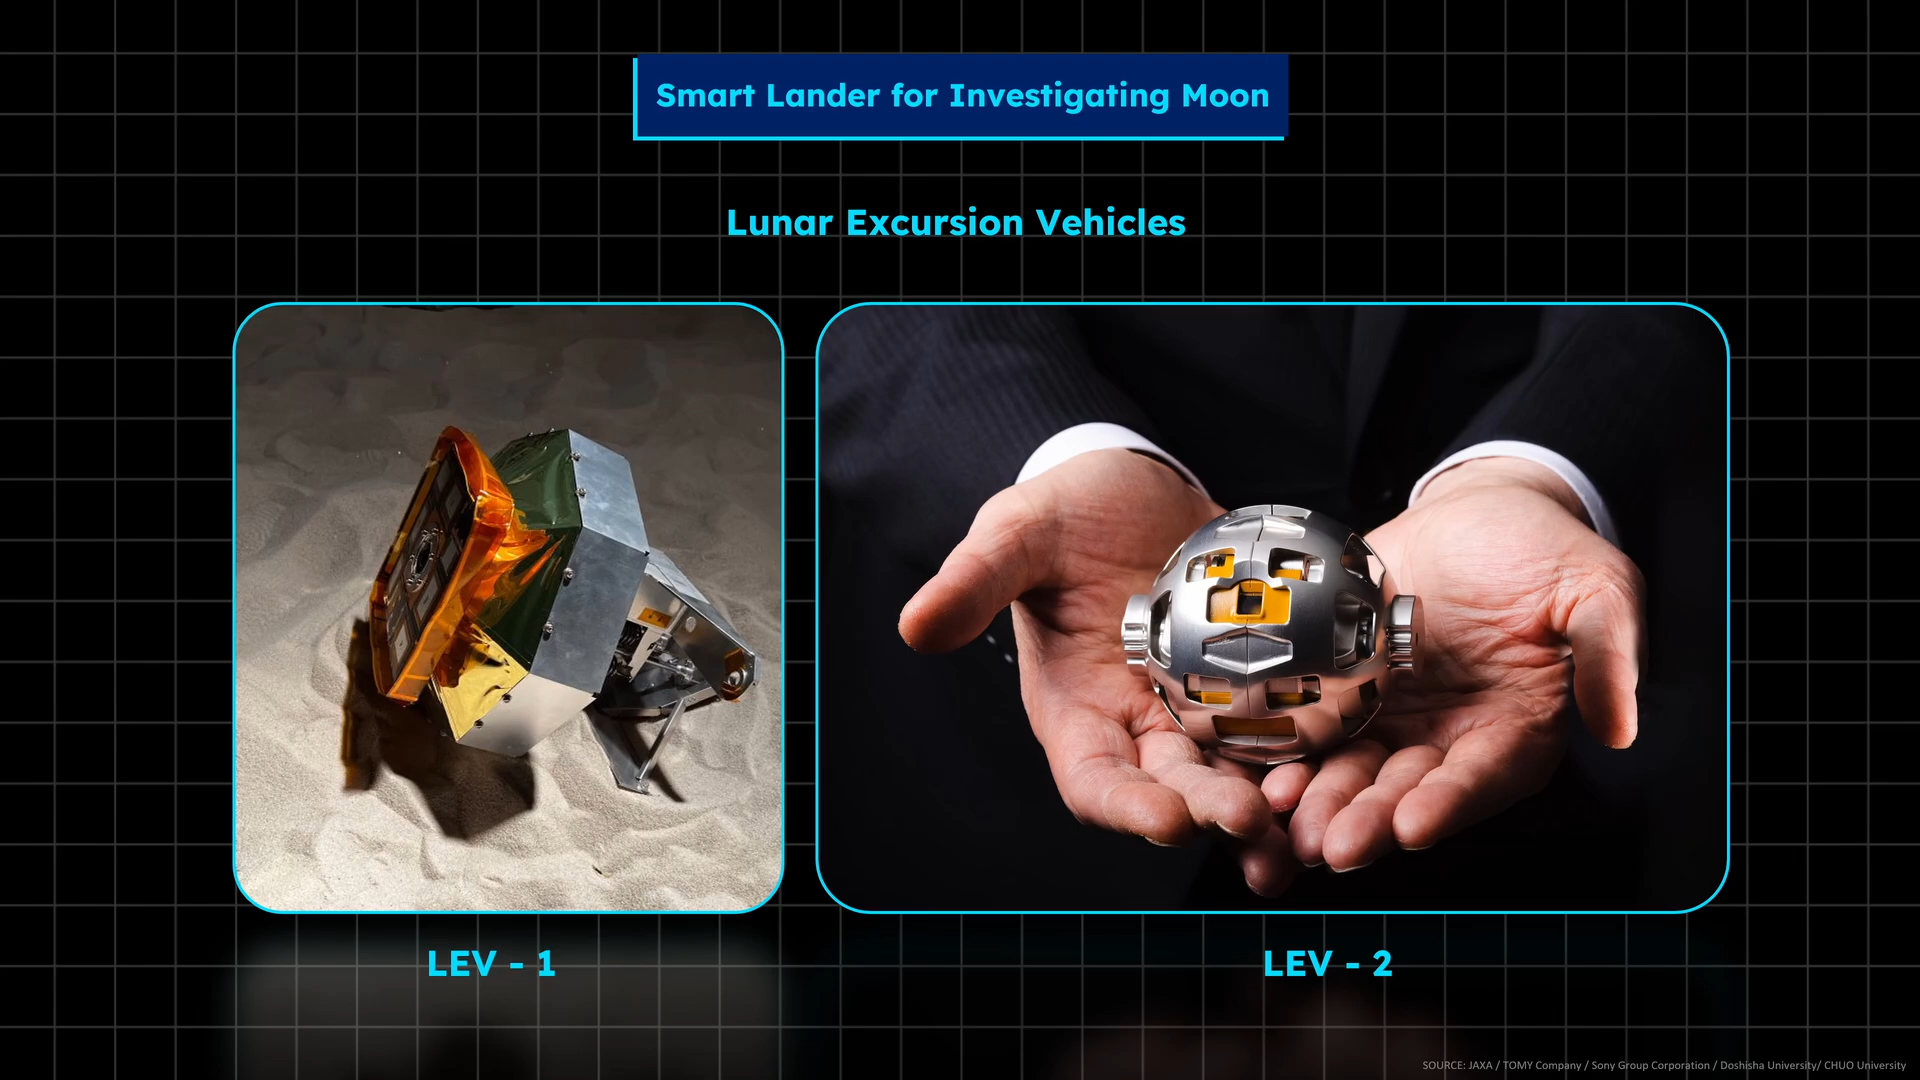 Smart Lander for Investigating Moon
Lunar Excursion Vehicles
LEV - 1
LEV - 2
SOURCE: JAXA / TOMY Company / Sony Group Corporation / Doshisha University/ CHUO University